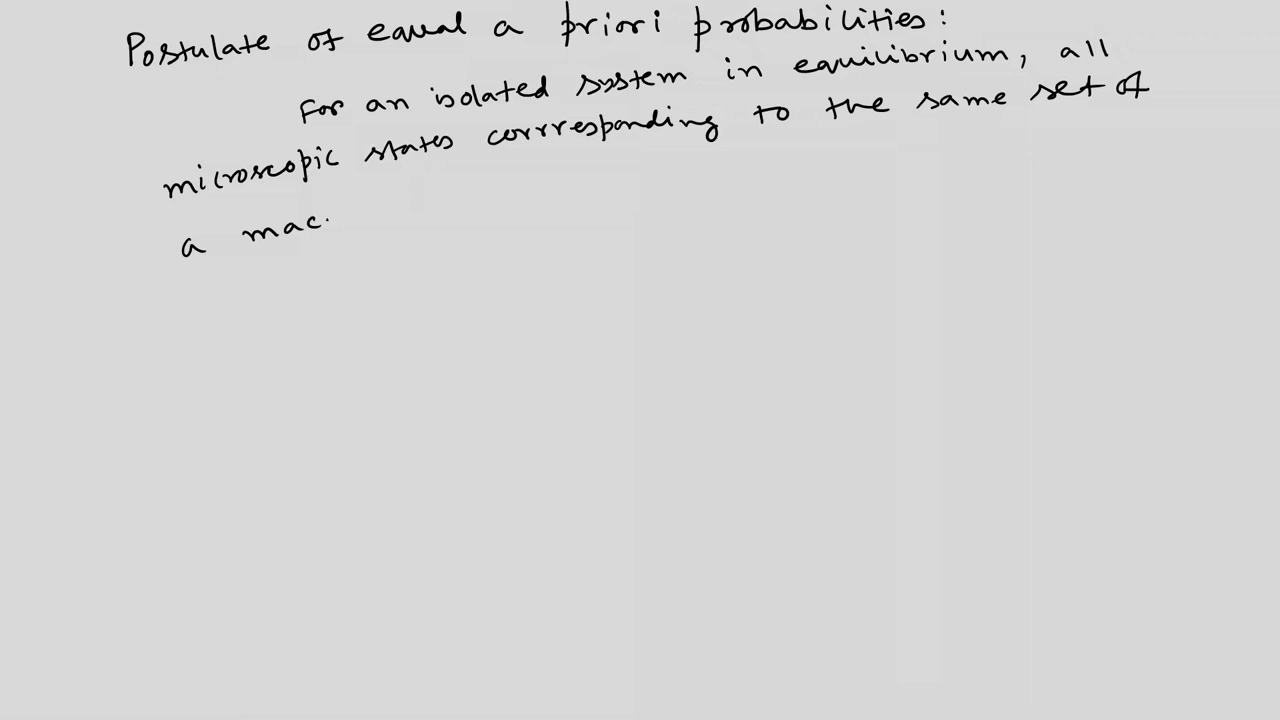 Postulate of equal a priori probabilities:
For an isolated system in equilibrium, all
microscopic states corrresponding to the same set of
a mac.